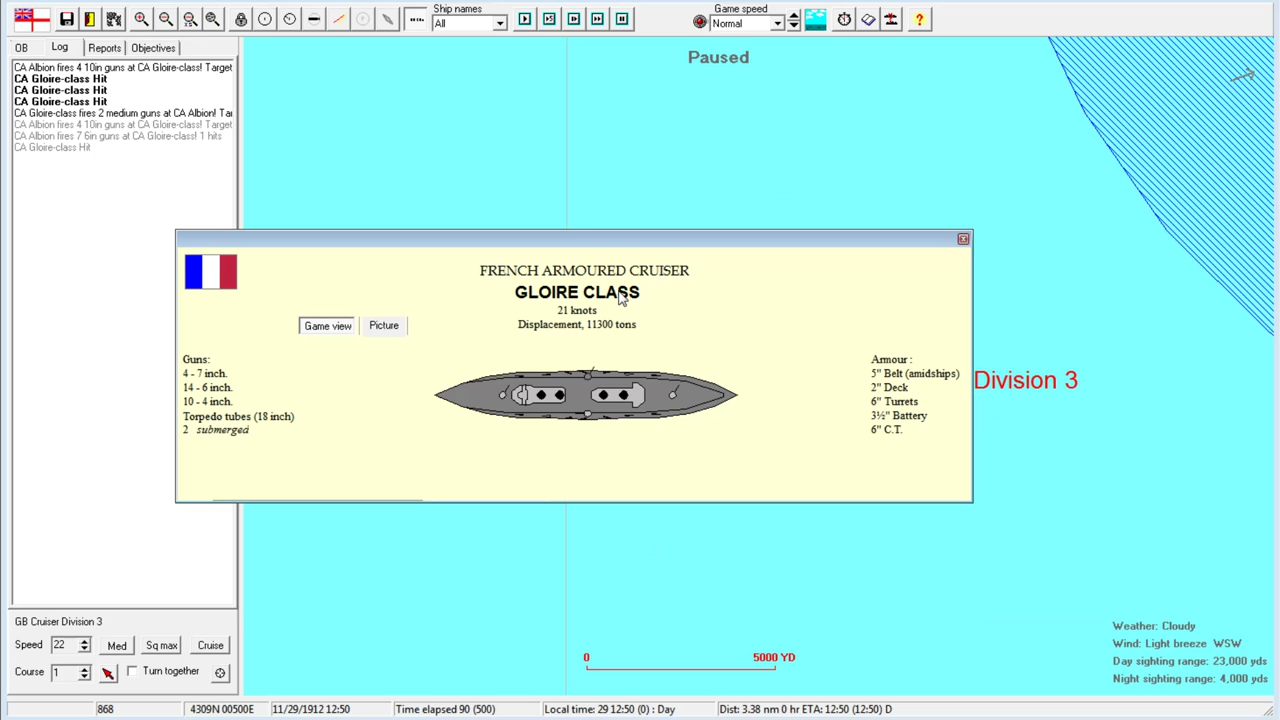 Ship names
All
Game speed
Normal
OB
Log
Reports
Objectives
CA Albion fires 4 10in guns at CA Gloire-class! Target
CA Gloire-class Hit
CA Gloire-class Hit
CA Gloire-class Hit
CA Gloire-class fires 2 medium guns at CA Albion! Ta
CA Albion fires 4 10in guns at CA Gloire-class! Target
CA Albion fires 7 6in guns at CA Gloire-class! 1 hits
CA Gloire-class Hit
Paused
FRENCH ARMOURED CRUISER
GLOIRE CLASS
21 knots
Displacement, 11300 tons
Game view
Picture
Guns:
4 - 7 inch.
14 - 6 inch.
10 - 4 inch.
Torpedo tubes (18 inch)
2 submerged
Armour :
5" Belt (amidships)
2" Deck
6" Turrets
3½" Battery
6" C.T.
Division 3
GB Cruiser Division 3
Speed
22
Med
Sq max
Cruise
Course
1
Turn together
0
5000 YD
Weather: Cloudy
Wind: Light breeze WSW
Day sighting range: 23,000 yds
Night sighting range: 4,000 yds
868
4309N 00500E
11/29/1912 12:50
Time elapsed 90 (500)
Local time: 29 12:50 (0) : Day
Dist: 3.38 nm 0 hr ETA: 12:50 (12:50) D